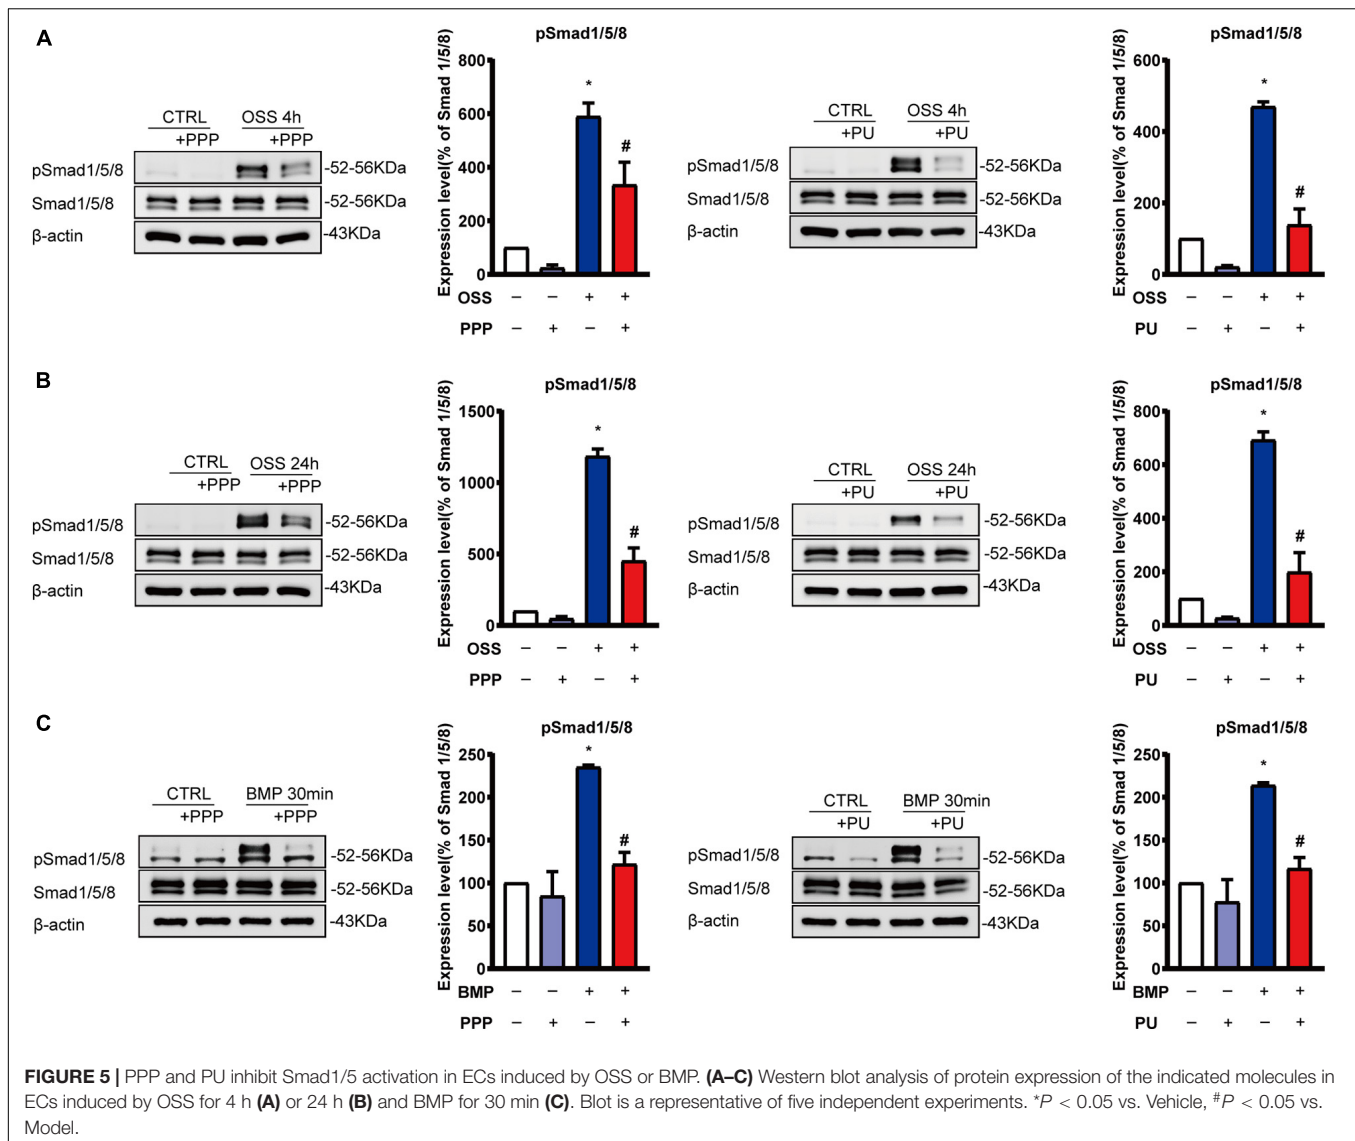 A
CTRL OSS 4h
+PPP +PPP
pSmad1/5/8 -52-56KDa
Smad1/5/8 -52-56KDa
β-actin -43KDa
pSmad1/5/8
Expression level(% of Smad 1/5/8)
800
600
400
200
0
*
#
OSS – – + +
PPP – + – +
CTRL OSS 4h
+PU +PU
pSmad1/5/8 -52-56KDa
Smad1/5/8 -52-56KDa
β-actin -43KDa
pSmad1/5/8
Expression level(% of Smad 1/5/8)
600
400
200
0
*
#
OSS – – + +
PU – + – +
B
CTRL OSS 24h
+PPP +PPP
pSmad1/5/8 -52-56KDa
Smad1/5/8 -52-56KDa
β-actin -43KDa
pSmad1/5/8
Expression level(% of Smad 1/5/8)
1500
1000
500
0
*
#
OSS – – + +
PPP – + – +
CTRL OSS 24h
+PU +PU
pSmad1/5/8 -52-56KDa
Smad1/5/8 -52-56KDa
β-actin -43KDa
pSmad1/5/8
Expression level(% of Smad 1/5/8)
800
600
400
200
0
*
#
OSS – – + +
PU – + – +
C
CTRL BMP 30min
+PPP +PPP
pSmad1/5/8 -52-56KDa
Smad1/5/8 -52-56KDa
β-actin -43KDa
pSmad1/5/8
Expression level(% of Smad 1/5/8)
250
200
150
100
50
0
*
#
BMP – – + +
PPP – + – +
CTRL BMP 30min
+PU +PU
pSmad1/5/8 -52-56KDa
Smad1/5/8 -52-56KDa
β-actin -43KDa
pSmad1/5/8
Expression level(% of Smad 1/5/8)
250
200
150
100
50
0
*
#
BMP – – + +
PU – + – +
FIGURE 5 | PPP and PU inhibit Smad1/5 activation in ECs induced by OSS or BMP. (A–C) Western blot analysis of protein expression of the indicated molecules in
ECs induced by OSS for 4 h (A) or 24 h (B) and BMP for 30 min (C). Blot is a representative of five independent experiments. *P < 0.05 vs. Vehicle, #P < 0.05 vs.
Model.